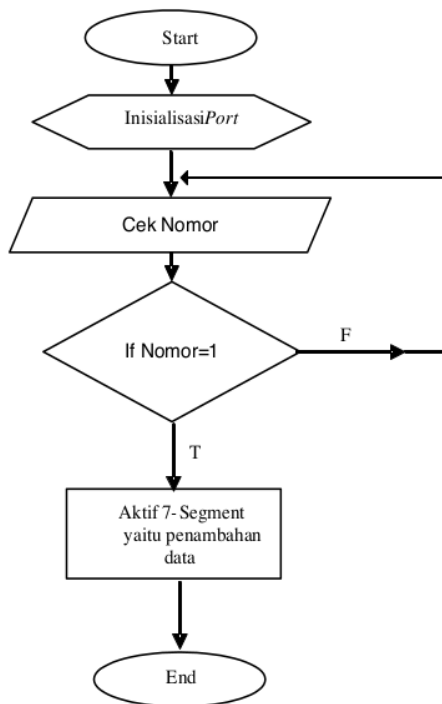 Start
InisialisasiPort
Cek Nomor
If Nomor=1
F
T
Aktif 7-Segment
yaitu penambahan
data
End